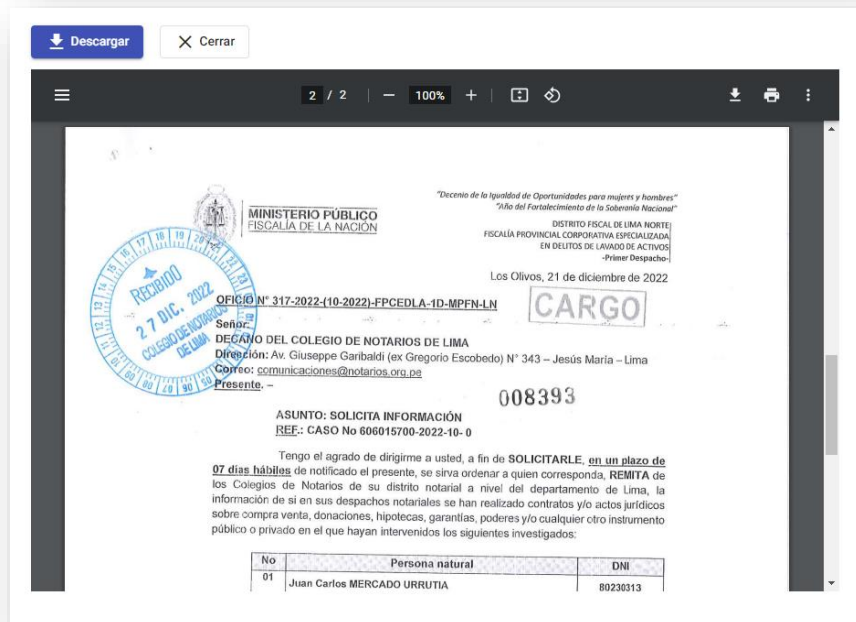 Descargar
Cerrar
2 / 2
100%
"Decenio de la Igualdad de Oportunidades para mujeres y hombres"
"Año del Fortalecimiento de la Soberanía Nacional"
MINISTERIO PÚBLICO
FISCALÍA DE LA NACIÓN
DISTRITO FISCAL DE LIMA NORTE
FISCALÍA PROVINCIAL CORPORATIVA ESPECIALIZADA
EN DELITOS DE LAVADO DE ACTIVOS
-Primer Despacho-
Los Olivos, 21 de diciembre de 2022
RECIBIDO
27 DIC. 2022
COLEGIO DE NOTARIOS
DE LIMA
OFICIO N° 317-2022-(10-2022)-FPCEDLA-1D-MPFN-LN
CARGO
Señor:
DECANO DEL COLEGIO DE NOTARIOS DE LIMA
Dirección: Av. Giuseppe Garibaldi (ex Gregorio Escobedo) N° 343 – Jesús María – Lima
Correo: comunicaciones@notarios.org.pe
Presente. –
008393
ASUNTO: SOLICITA INFORMACIÓN
REF.: CASO No 606015700-2022-10- 0
Tengo el agrado de dirigirme a usted, a fin de SOLICITARLE, en un plazo de
07 días hábiles de notificado el presente, se sirva ordenar a quien corresponda, REMITA de
los Colegios de Notarios de su distrito notarial a nivel del departamento de Lima, la
información de si en sus despachos notariales se han realizado contratos y/o actos jurídicos
sobre compra venta, donaciones, hipotecas, garantías, poderes y/o cualquier otro instrumento
público o privado en el que hayan intervenidos los siguientes investigados:
No Persona natural DNI
01 Juan Carlos MERCADO URRUTIA 80230313